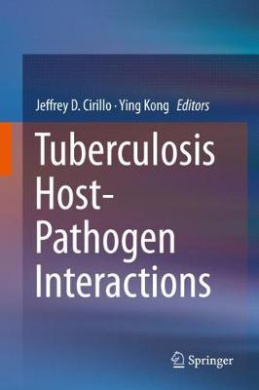 Jeffrey D. Cirillo · Ying Kong Editors
Tuberculosis
Host-
Pathogen
Interactions
Springer